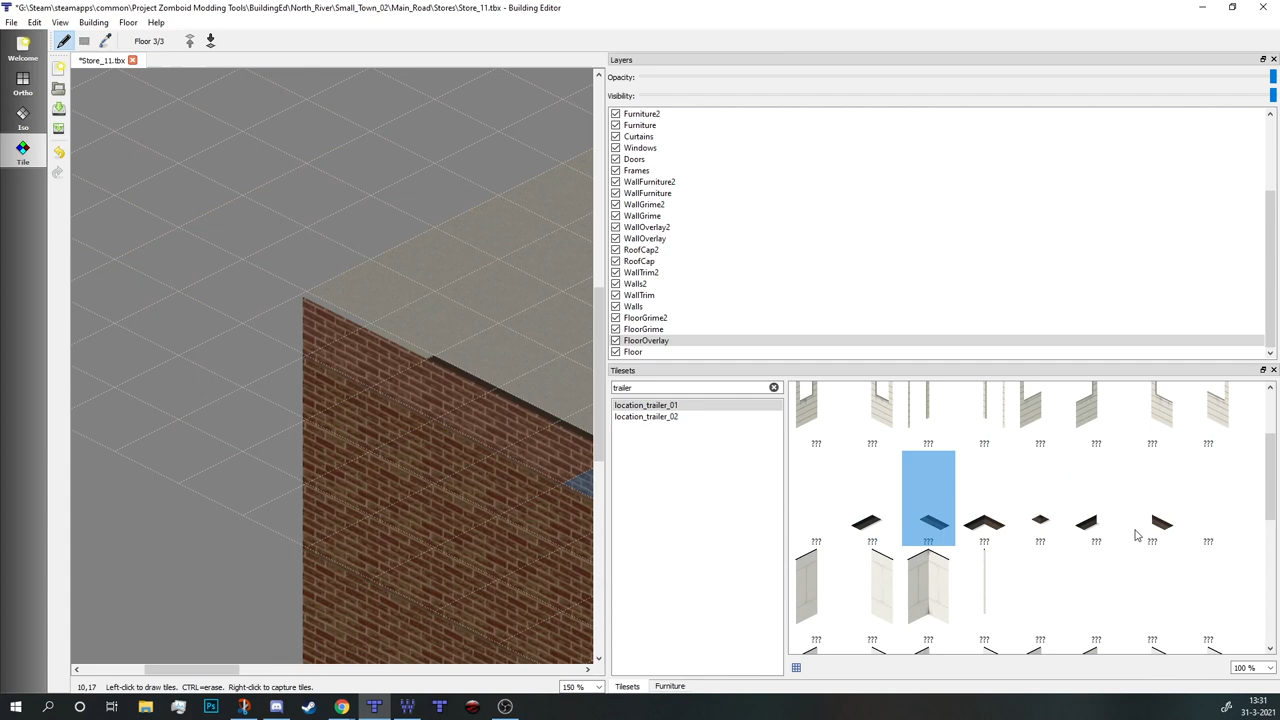 *G:\Steam\steamapps\common\Project Zomboid Modding Tools\BuildingEd\North_River\Small_Town_02\Main_Road\Stores\Store_11.tbx - Building Editor
File Edit View Building Floor Help
Floor 3/3
Welcome
Ortho
Iso
Tile
*Store_11.tbx
Layers
Opacity:
Visibility:
Furniture2
Furniture
Curtains
Windows
Doors
Frames
WallFurniture2
WallFurniture
WallGrime2
WallGrime
WallOverlay2
WallOverlay
RoofCap2
RoofCap
WallTrim2
Walls2
WallTrim
Walls
FloorGrime2
FloorGrime
FloorOverlay
Floor
Tilesets
trailer
location_trailer_01
location_trailer_02
??? ??? ??? ??? ??? ??? ??? ???
??? ??? ??? ??? ??? ??? ??? ???
??? ??? ??? ??? ??? ??? ??? ???
100 %
Tilesets Furniture
10,17 Left-click to draw tiles. CTRL=erase. Right-click to capture tiles.
150 %
13:31
31-3-2021